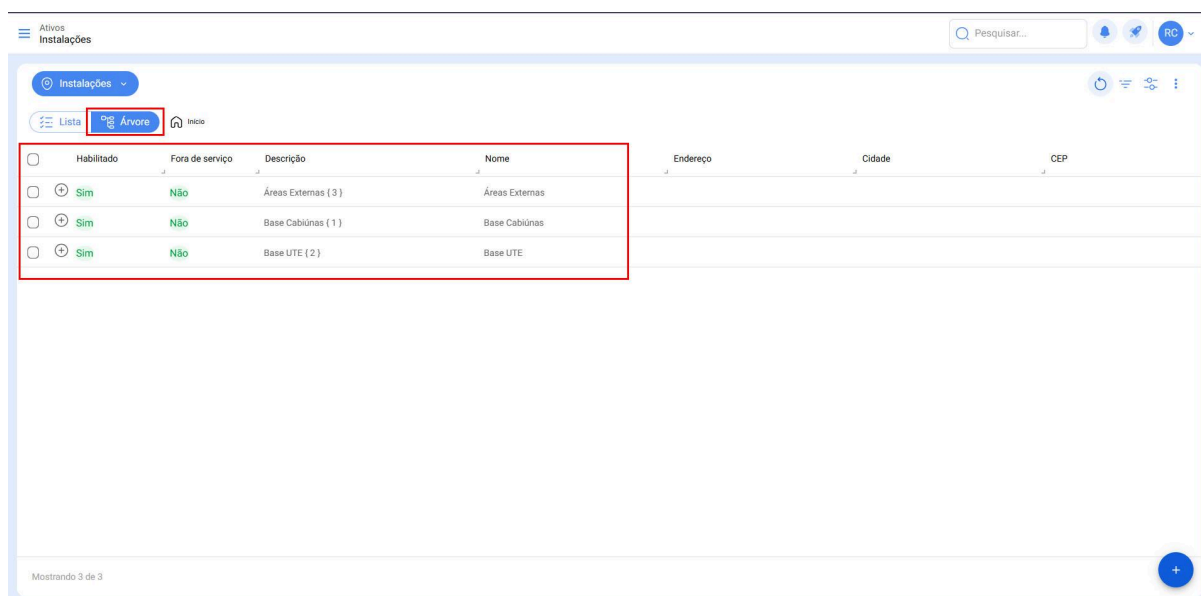 Ativos
Instalações
Pesquisar...
RC
Instalações
Lista Árvore Início
Habilitado Fora de serviço Descrição Nome Endereço Cidade CEP
Sim Não Áreas Externas { 3 } Áreas Externas
Sim Não Base Cabiúnas { 1 } Base Cabiúnas
Sim Não Base UTE { 2 } Base UTE
Mostrando 3 de 3